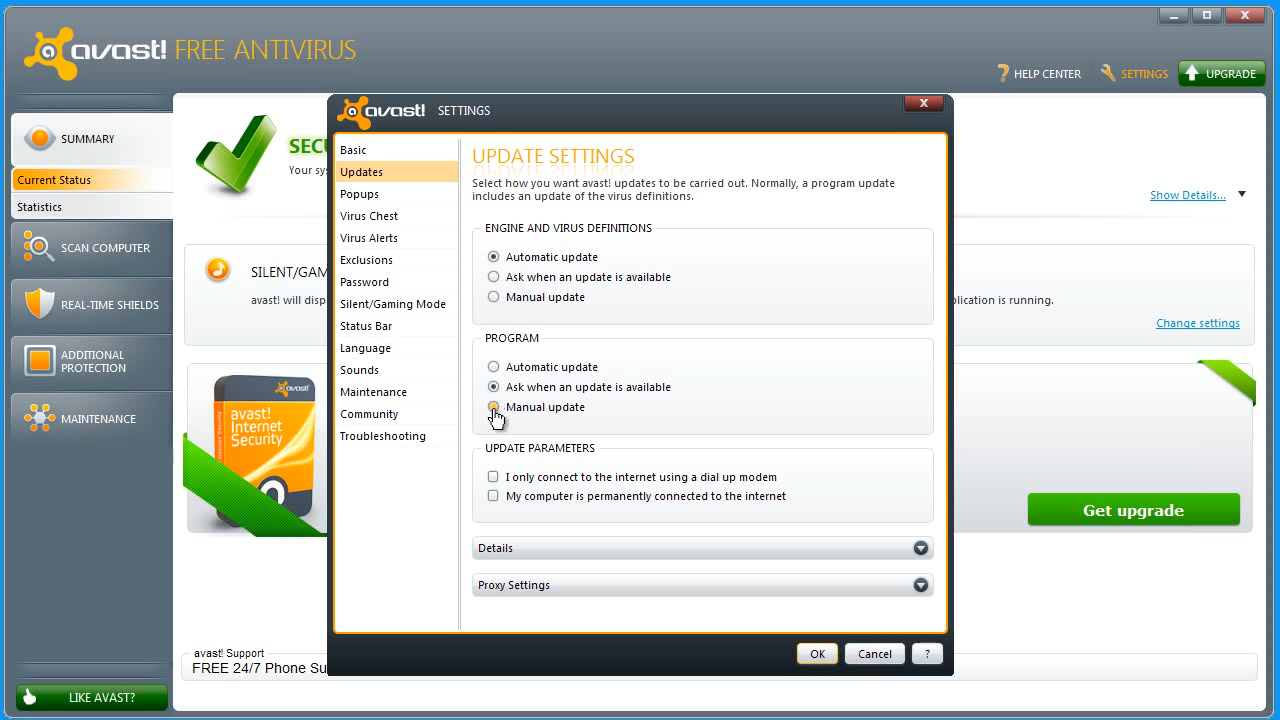 avast! FREE ANTIVIRUS
HELP CENTER
SETTINGS
UPGRADE
SUMMARY
Current Status
Statistics
SCAN COMPUTER
REAL-TIME SHIELDS
ADDITIONAL
PROTECTION
MAINTENANCE
LIKE AVAST?
SECU
Your sys
Show Details...
SILENT/GAM
avast! will disp
plication is running.
Change settings
avast!
avast!
Internet
Security
Get upgrade
avast! Support
FREE 24/7 Phone Su
avast! SETTINGS
Basic
Updates
Popups
Virus Chest
Virus Alerts
Exclusions
Password
Silent/Gaming Mode
Status Bar
Language
Sounds
Maintenance
Community
Troubleshooting
UPDATE SETTINGS
Select how you want avast! updates to be carried out. Normally, a program update
includes an update of the virus definitions.
ENGINE AND VIRUS DEFINITIONS
Automatic update
Ask when an update is available
Manual update
PROGRAM
Automatic update
Ask when an update is available
Manual update
UPDATE PARAMETERS
I only connect to the internet using a dial up modem
My computer is permanently connected to the internet
Details
Proxy Settings
OK
Cancel
?